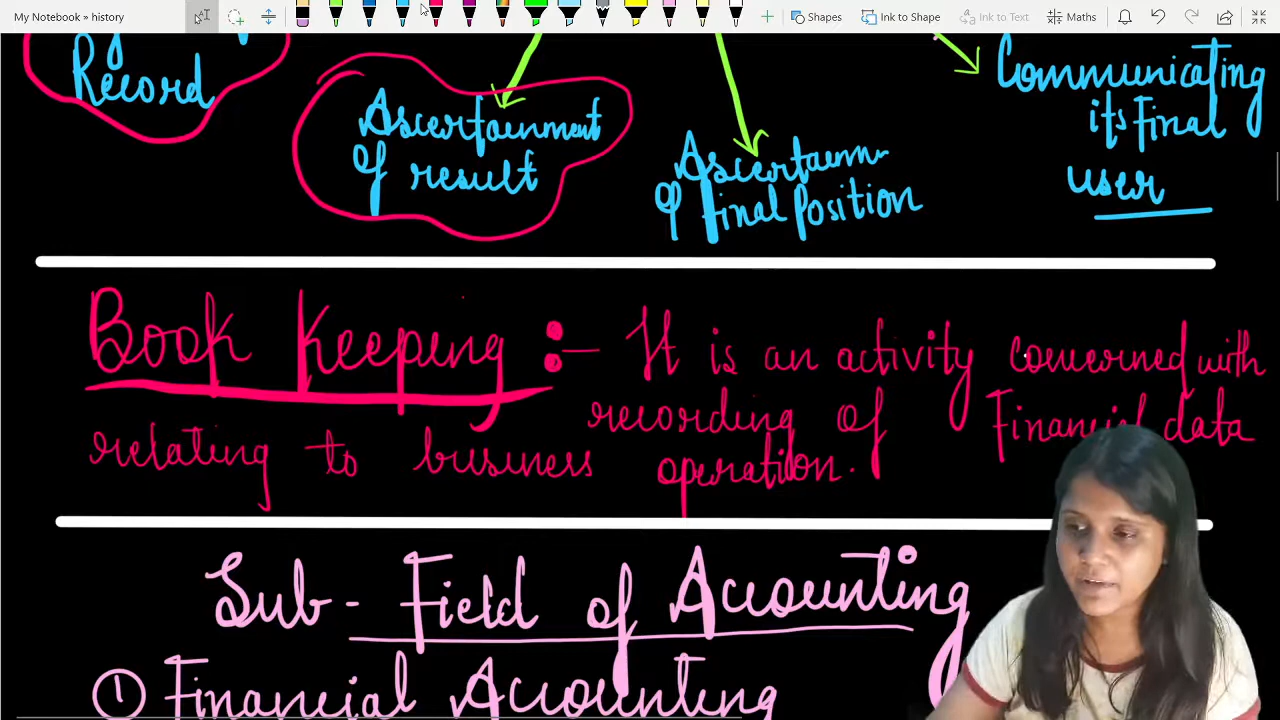 My Notebook » history
Shapes
Ink to Shape
Ink to Text
Maths
Record
Ascertainment
of result
Ascertainm
of Final Position
Communicating
its Final
user
Book Keeping :- It is an activity concerned with
recording of Financial data
relating to business operation.
Sub-Field of Accounting
① Financial Accounting